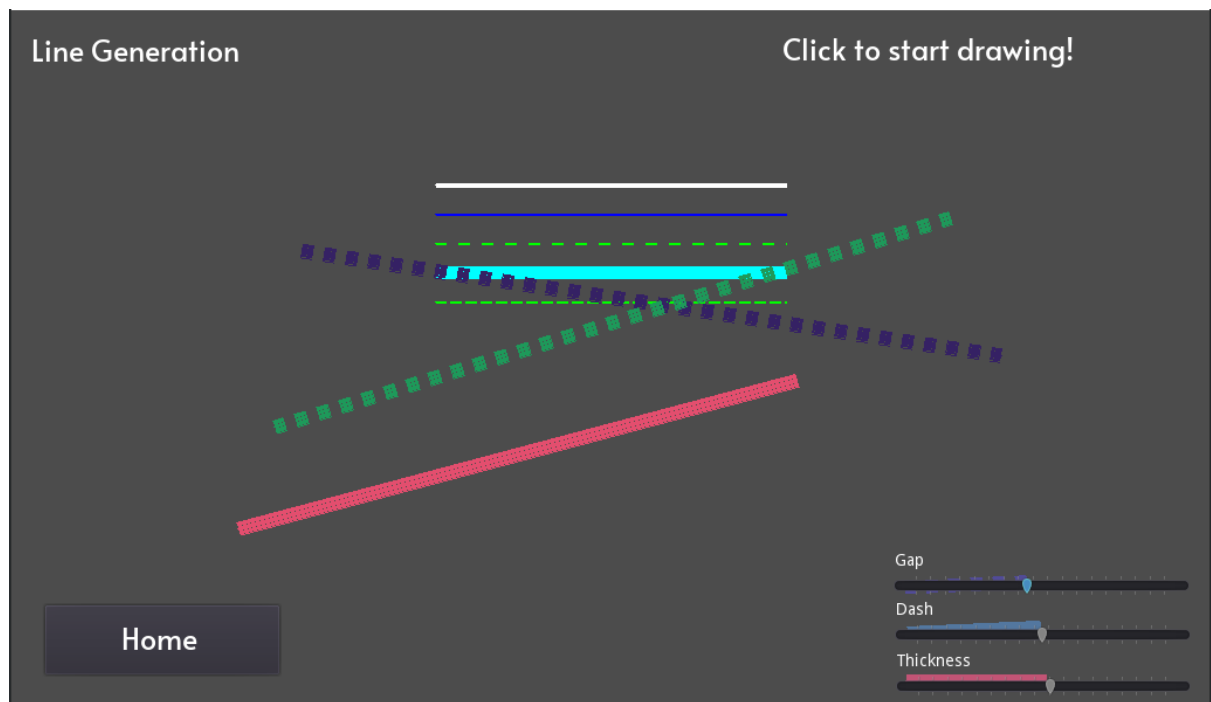 Line Generation
Click to start drawing!
Gap
Dash
Home
Thickness